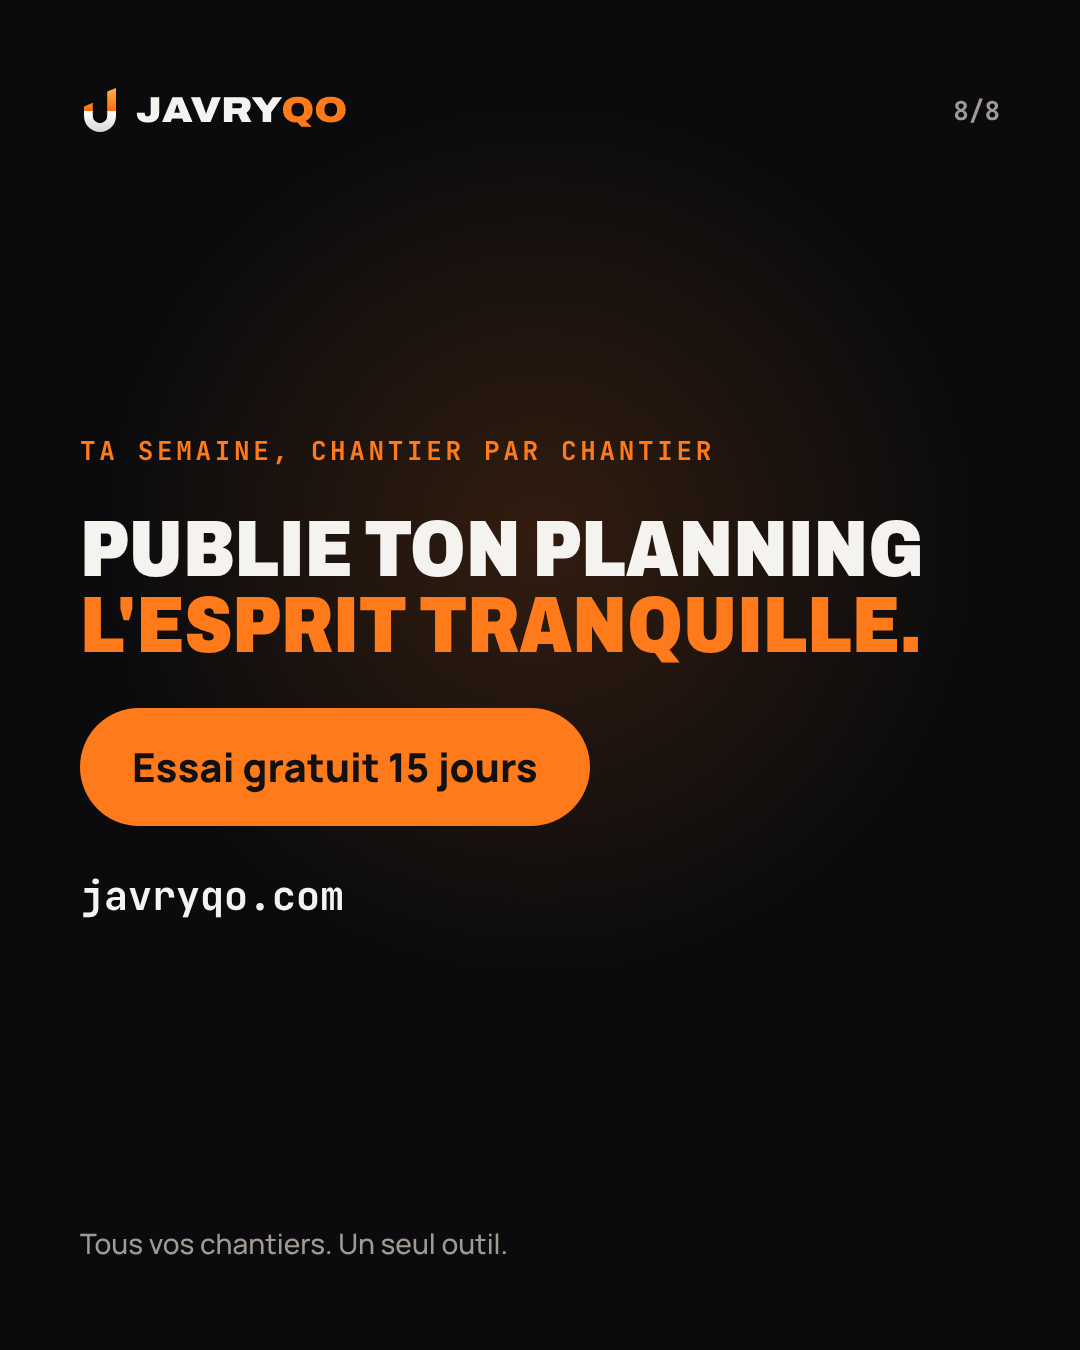 JAVRYQO
8/8
TA SEMAINE, CHANTIER PAR CHANTIER
PUBLIE TON PLANNING
L'ESPRIT TRANQUILLE.
Essai gratuit 15 jours
javryqo.com
Tous vos chantiers. Un seul outil.